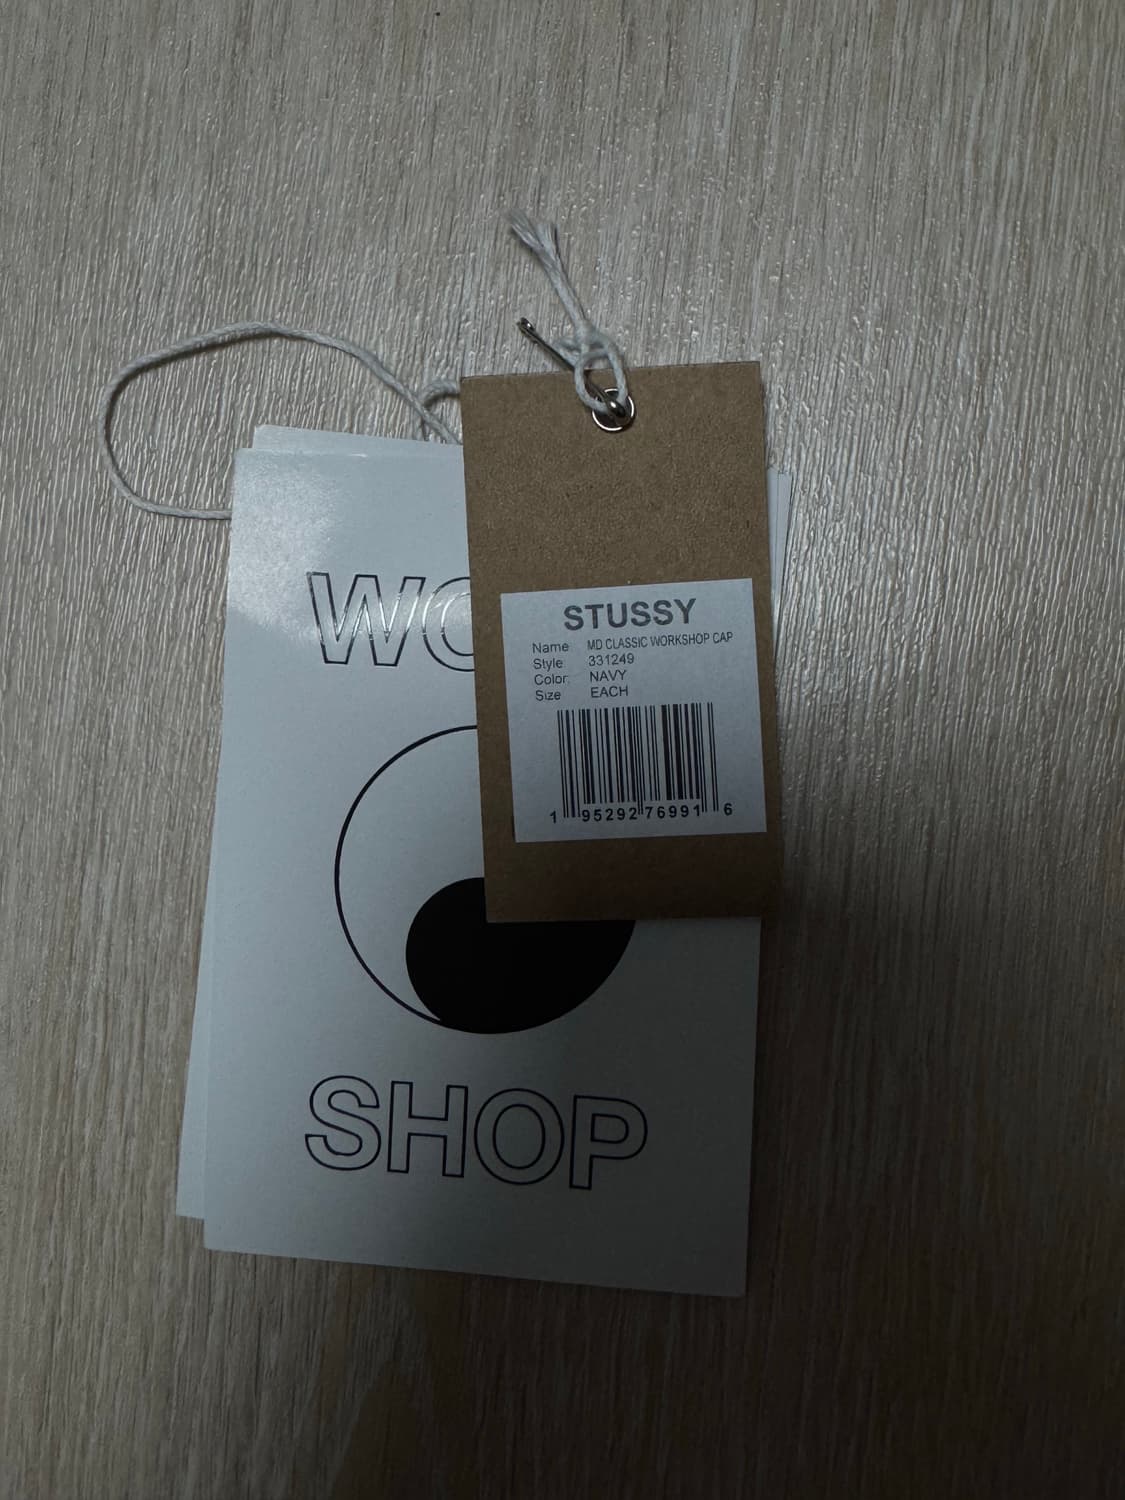 STUSSY
Name MD CLASSIC WORKSHOP CAP
Style 331249
Color: NAVY
Size EACH
1 95292 76991 6
WO
SHOP